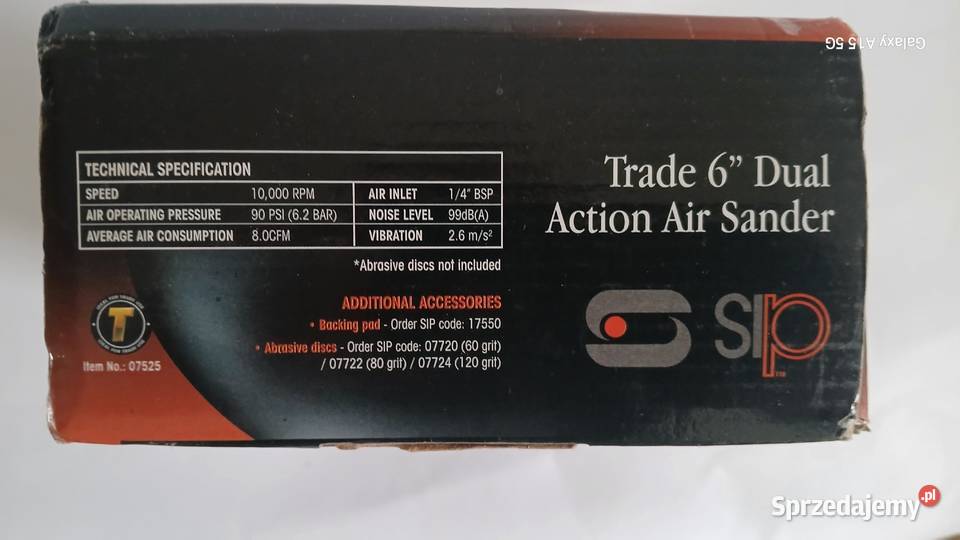 Galaxy A15 5G
TECHNICAL SPECIFICATION
SPEED 10,000 RPM AIR INLET 1/4" BSP
AIR OPERATING PRESSURE 90 PSI (6.2 BAR) NOISE LEVEL 99dB(A)
AVERAGE AIR CONSUMPTION 8.0CFM VIBRATION 2.6 m/s²
*Abrasive discs not included
Trade 6” Dual
Action Air Sander
ADDITIONAL ACCESSORIES
• Backing pad - Order SIP code: 17550
• Abrasive discs - Order SIP code: 07720 (60 grit)
/ 07722 (80 grit) / 07724 (120 grit)
T
Item No.: 07525
SIP
TM
Sprzedajemy.pl